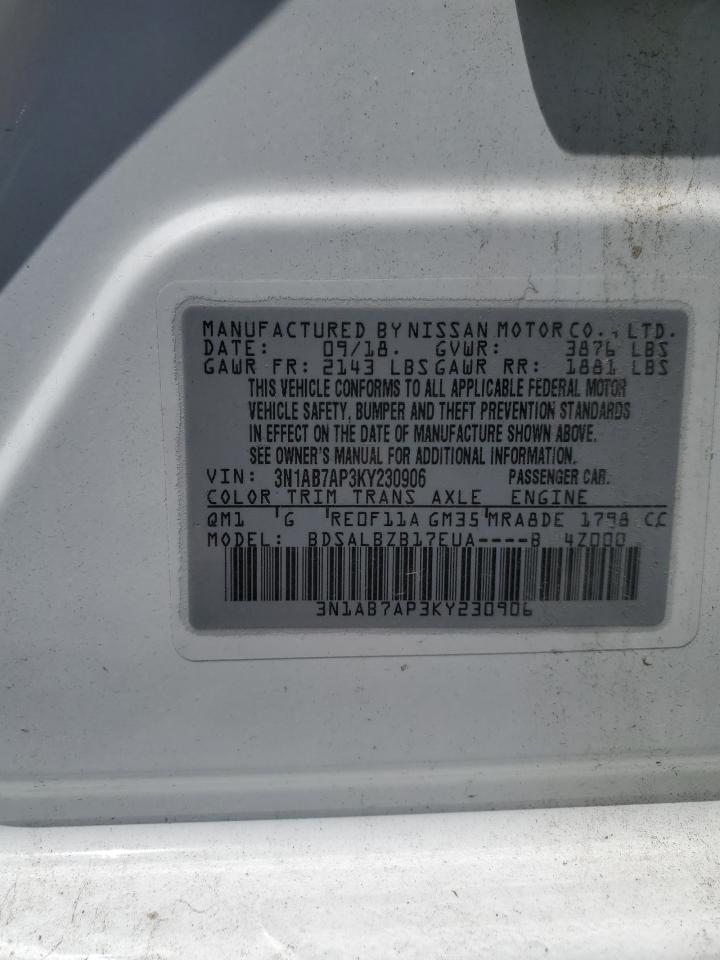 MANUFACTURED BY NISSAN MOTOR CO., LTD.
DATE: 09/18. GVWR: 3876 LBS
GAWR FR: 2143 LBS GAWR RR: 1881 LBS
THIS VEHICLE CONFORMS TO ALL APPLICABLE FEDERAL MOTOR
VEHICLE SAFETY, BUMPER AND THEFT PREVENTION STANDARDS
IN EFFECT ON THE DATE OF MANUFACTURE SHOWN ABOVE.
SEE OWNER'S MANUAL FOR ADDITIONAL INFORMATION.
VIN: 3N1AB7AP3KY230906 PASSENGER CAR.
COLOR TRIM TRANS AXLE ENGINE
QM1 G RE0F11A GM35 MRA8DE 1798 CC
MODEL: BDSALBZB17EUA----B 4Z000
3N1AB7AP3KY230906